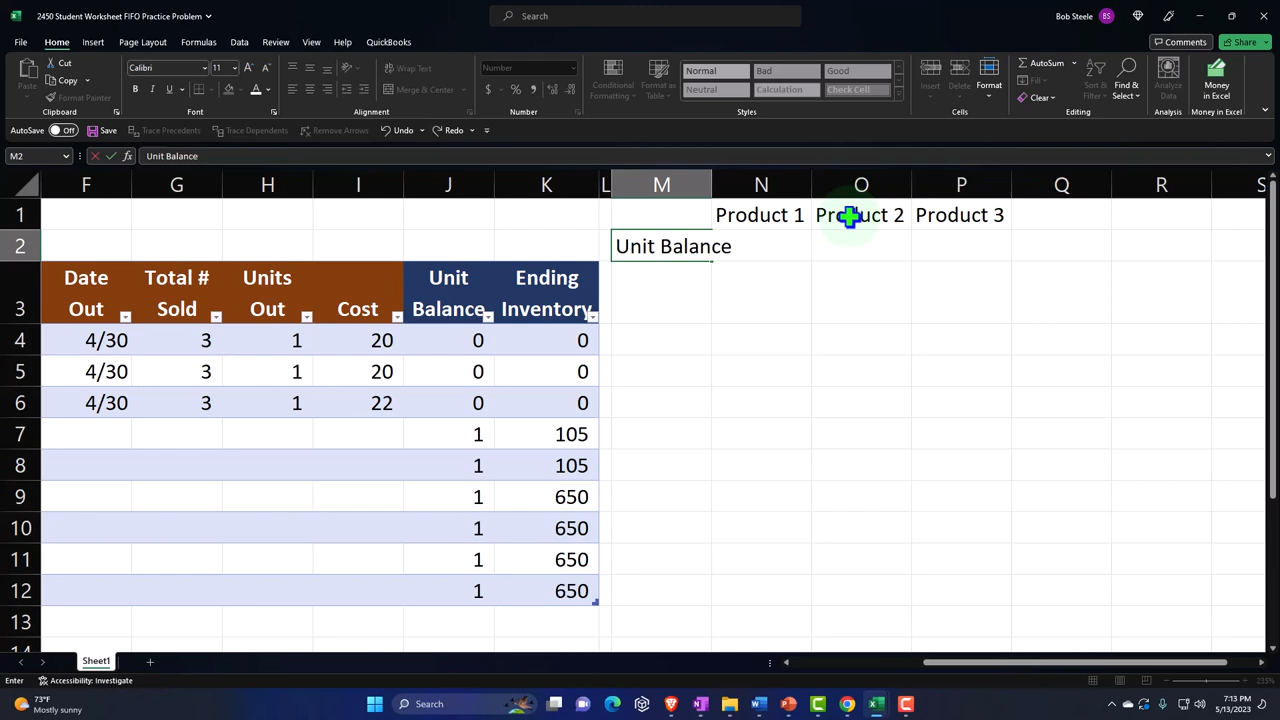 2450 Student Worksheet FIFO Practice Problem
Search
Bob Steele BS
File Home Insert Page Layout Formulas Data Review View Help QuickBooks
Comments Share
Paste Cut Copy Format Painter
Clipboard
Calibri 11
Font
Wrap Text
Merge & Center
Alignment
Number
Number
Conditional Formatting Format as Table
Normal Bad Good
Neutral Calculation Check Cell
Styles
Insert Delete Format
Cells
AutoSum Fill Clear
Sort & Filter Find & Select
Editing
Analyze Data
Analysis
Money in Excel
Money in Excel
AutoSave Off Save Trace Precedents Trace Dependents Remove Arrows Undo Redo
M2 fx Unit Balance
F G H I J K L M N O P Q R S
1 Product 1 Product 2 Product 3
2 Unit Balance
3 Date Out Total # Sold Units Out Cost Unit Balance Ending Inventory
4 4/30 3 1 20 0 0
5 4/30 3 1 20 0 0
6 4/30 3 1 22 0 0
7 1 105
8 1 105
9 1 650
10 1 650
11 1 650
12 1 650
13
14
Sheet1
Enter Accessibility: Investigate 235%
73°F
Mostly sunny
Search
7:13 PM
5/13/2023